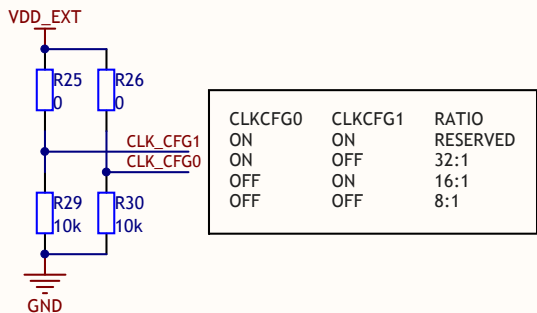 VDD_EXT
R25 R26
0 0
CLK_CFG1
CLK_CFG0
R29 R30
10k 10k
GND
CLKCFG0 CLKCFG1 RATIO
ON ON RESERVED
ON OFF 32:1
OFF ON 16:1
OFF OFF 8:1